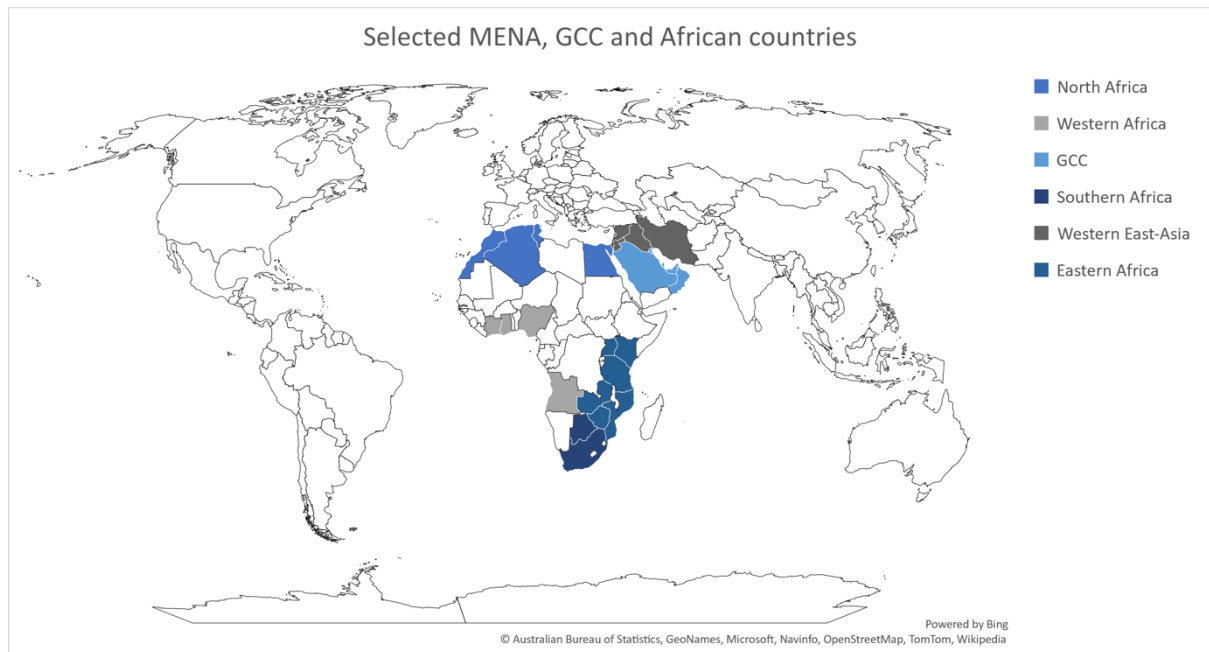 Selected MENA, GCC and African countries
North Africa
Western Africa
GCC
Southern Africa
Western East-Asia
Eastern Africa
Powered by Bing
© Australian Bureau of Statistics, GeoNames, Microsoft, Navinfo, OpenStreetMap, TomTom, Wikipedia